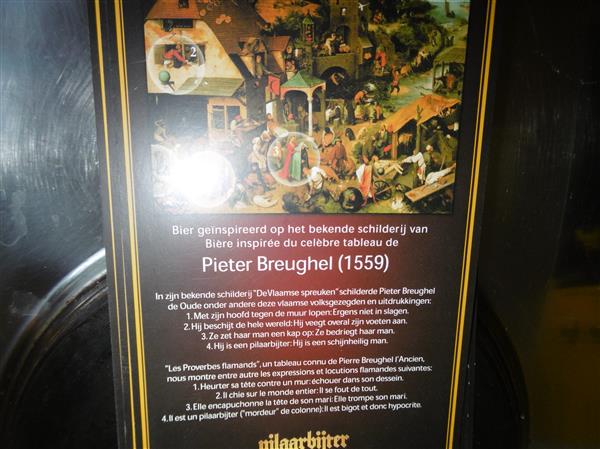 2
Bier geïnspireerd op het bekende schilderij van
Bière inspirée du celèbre tableau de
Pieter Breughel (1559)
In zijn bekende schilderij "De Vlaamse spreuken" schilderde Pieter Breughel
de Oude onder andere deze vlaamse volksgezegden en uitdrukkingen:
1. Met zijn hoofd tegen de muur lopen: Ergens niet in slagen.
2. Hij beschijt de hele wereld: Hij veegt overal zijn voeten aan.
3. Ze zet haar man een kap op: Ze bedriegt haar man.
4. Hij is een pilaarbijter: Hij is een schijnheilig man.
"Les Proverbes flamands", un tableau connu de Pierre Breughel l'Ancien,
nous montre entre autre les expressions et locutions flamandes suivantes:
1. Heurter sa tête contre un mur: échouer dans son dessein.
2. Il chie sur le monde entier: Il se fout de tout.
3. Elle encapuchonne la tête de son mari: Elle trompe son mari.
4. Il est un pilaarbijter ("mordeur" de colonne): Il est bigot et donc hypocrite.
pilaarbijter